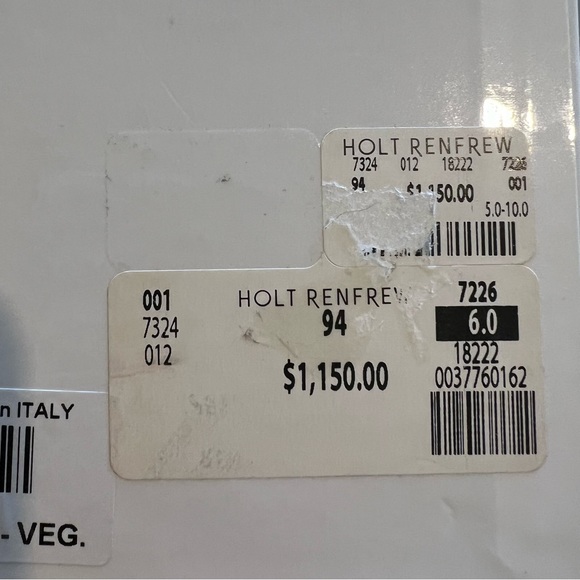 HOLT RENFREW
7324 012 18222 7226
94 $1,150.00 001
5.0-10.0
001 HOLT RENFREW 7226
7324 94 6.0
012 18222
$1,150.00 0037760162
n ITALY
- VEG.